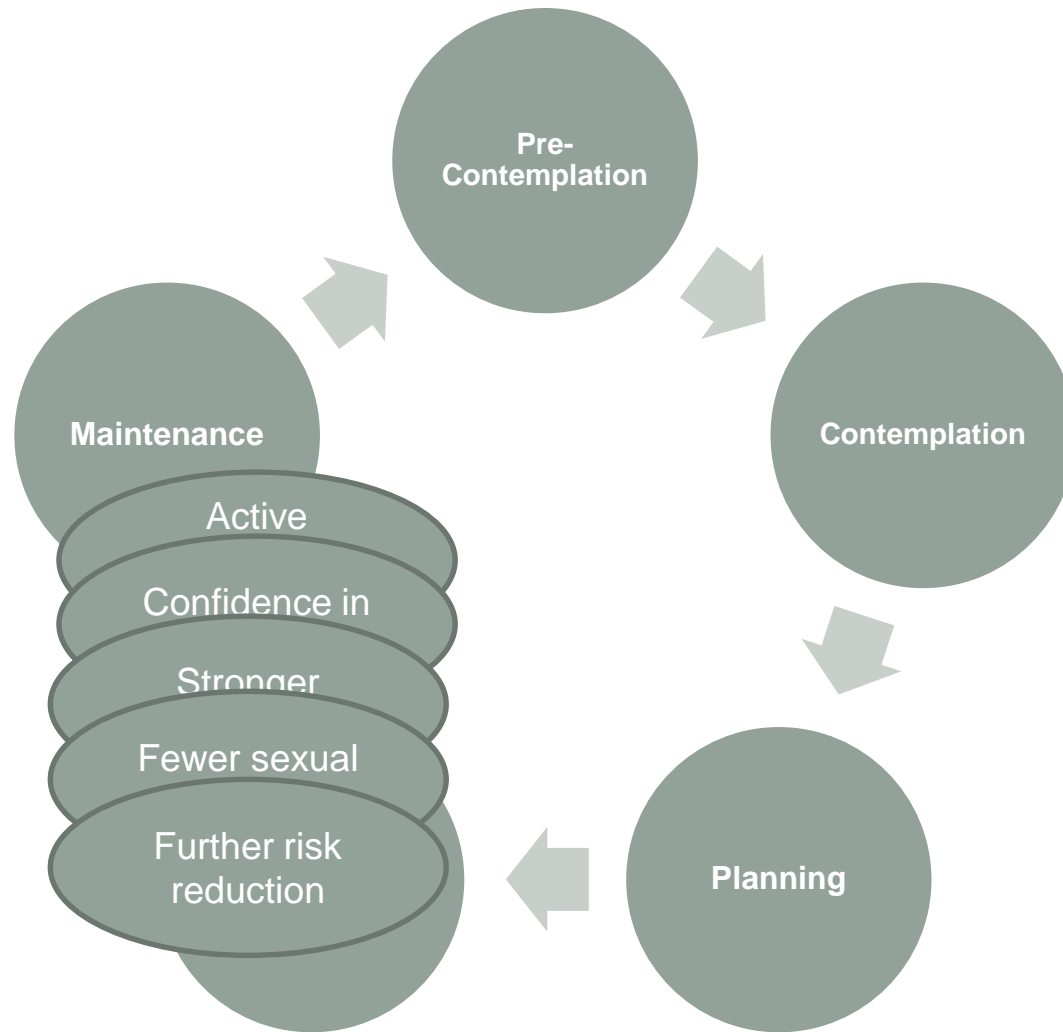 Pre-
Contemplation
Contemplation
Planning
Maintenance
Active
Confidence in
Stronger
Fewer sexual
Further risk
reduction